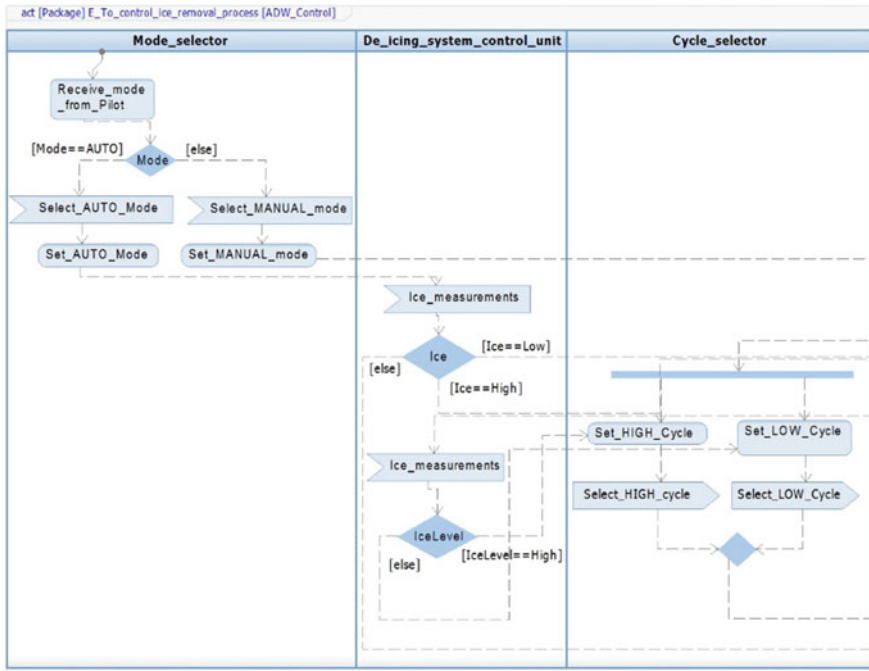 act [Package] E_To_control_ice_removal_process [ADW_Control]
Mode_selector
De_icing_system_control_unit
Cycle_selector
Receive_mode
_from_Pilot
[Mode==AUTO]
[else]
Mode
Select_AUTO_Mode
Select_MANUAL_mode
Set_AUTO_Mode
Set_MANUAL_mode
Ice_measurements
Ice
[Ice==Low]
[else]
[Ice==High]
Set_HIGH_Cycle
Set_LOW_Cycle
Ice_measurements
Select_HIGH_cycle
Select_LOW_Cycle
IceLevel
[else]
[IceLevel==High]